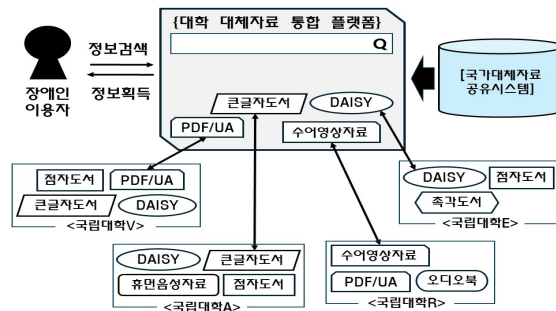 {대학 대체자료 통합 플랫폼}
정보검색
정보획득
장애인
이용자
[국가대체자료
공유시스템]
큰글자도서
DAISY
PDF/UA
수어영상자료
점자도서
PDF/UA
큰글자도서
DAISY
<국립대학V>
DAISY
점자도서
촉각도서
<국립대학E>
DAISY
큰글자도서
휴먼음성자료
점자도서
<국립대학A>
수어영상자료
PDF/UA
오디오북
<국립대학R>